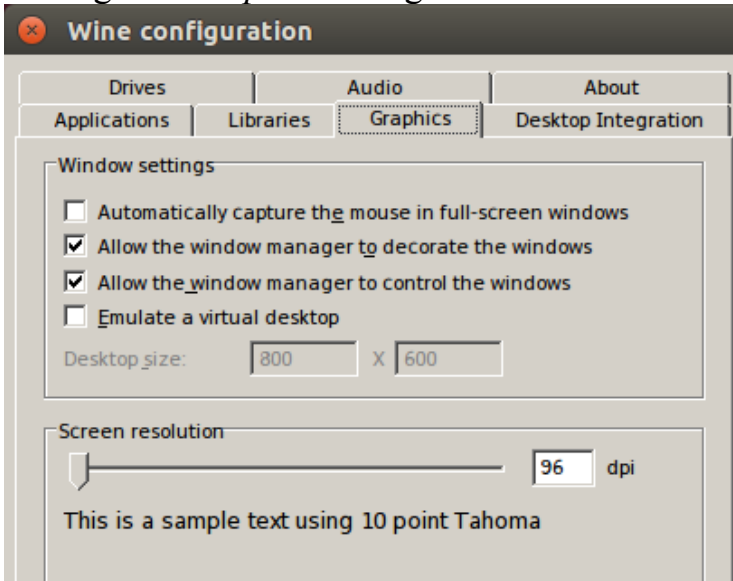 Wine configuration
Drives Audio About
Applications Libraries Graphics Desktop Integration
Window settings
Automatically capture the mouse in full-screen windows
Allow the window manager to decorate the windows
Allow the window manager to control the windows
Emulate a virtual desktop
Desktop size: 800 X 600
Screen resolution
96 dpi
This is a sample text using 10 point Tahoma